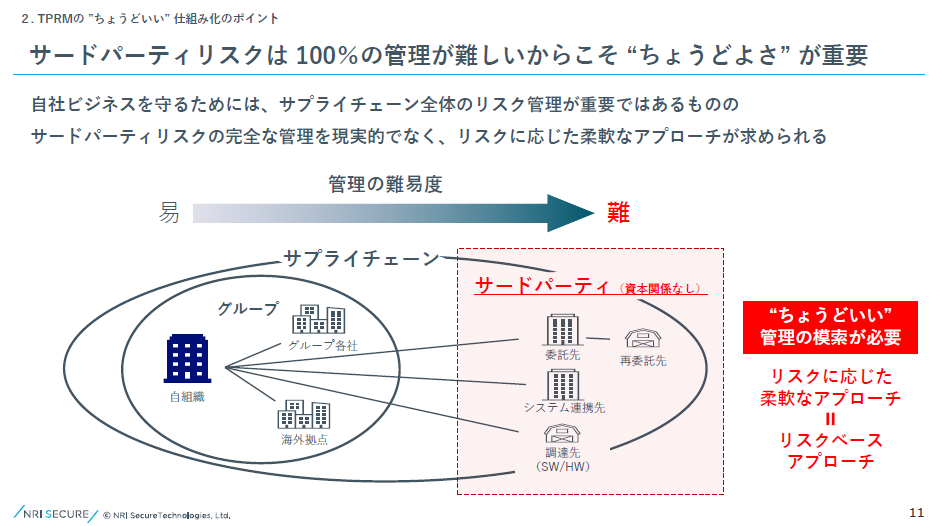 2. TPRMの ”ちょうどいい” 仕組み化のポイント
サードパーティリスクは 100%の管理が難しいからこそ “ちょうどよさ” が重要
自社ビジネスを守るためには、サプライチェーン全体のリスク管理が重要ではあるものの
サードパーティリスクの完全な管理を現実的でなく、リスクに応じた柔軟なアプローチが求められる
管理の難易度
易
難
サプライチェーン
サードパーティ（資本関係なし）
グループ
グループ各社
自組織
海外拠点
委託先
再委託先
システム連携先
調達先
（SW/HW）
“ちょうどいい”
管理の模索が必要
リスクに応じた
柔軟なアプローチ
=
リスクベース
アプローチ
NRI SECURE
© NRI SecureTechnologies, Ltd.
11